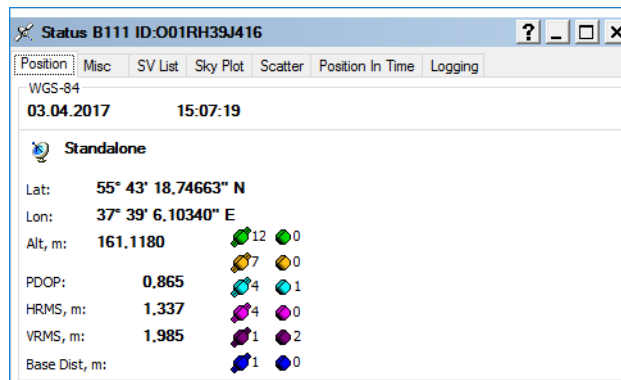 Status B111 ID:O01RH39J416
Position Misc SV List Sky Plot Scatter Position In Time Logging
WGS-84
03.04.2017 15:07:19
Standalone
Lat: 55° 43' 18,74663" N
Lon: 37° 39' 6,10340" E
Alt, m: 161,1180 12 0
7 0
PDOP: 0,865 4 1
HRMS, m: 1,337 4 0
VRMS, m: 1,985 1 2
Base Dist, m: 1 0